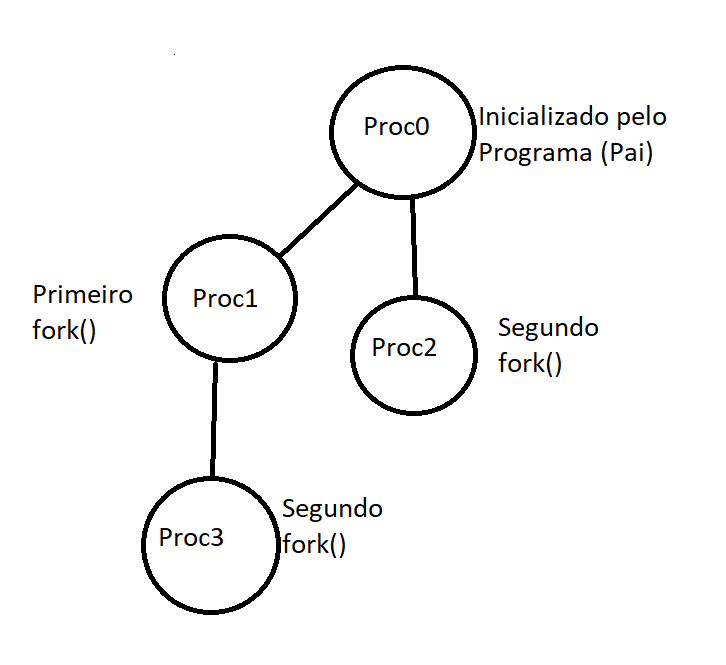 Proc0
Inicializado pelo
Programa (Pai)
Primeiro
fork()
Proc1
Proc2
Segundo
fork()
Proc3
Segundo
fork()